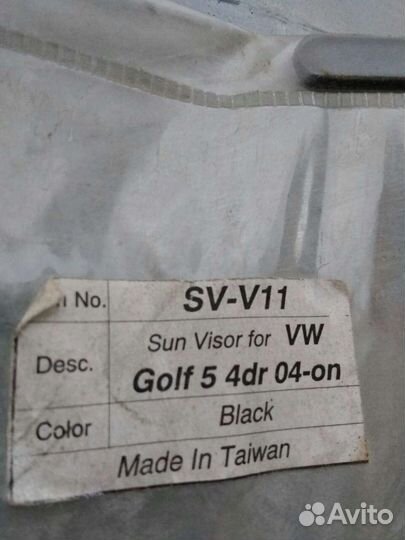 No. SV-V11
Desc. Sun Visor for VW
Golf 5 4dr 04-on
Color Black
Made In Taiwan
Avito